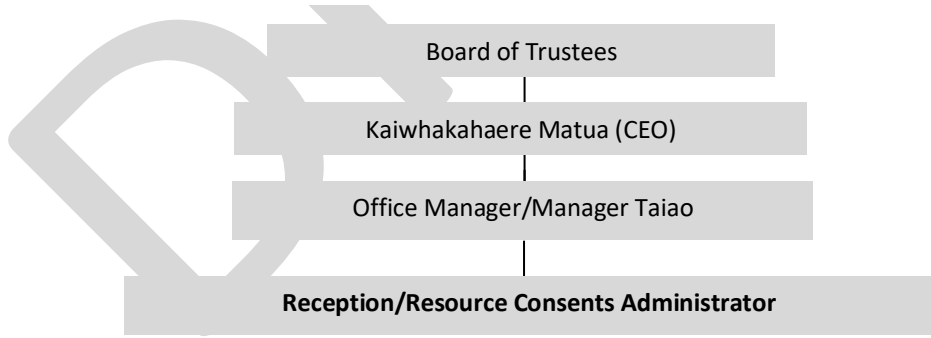 Board of Trustees
Kaiwhakahaere Matua (CEO)
Office Manager/Manager Taiao
Reception/Resource Consents Administrator